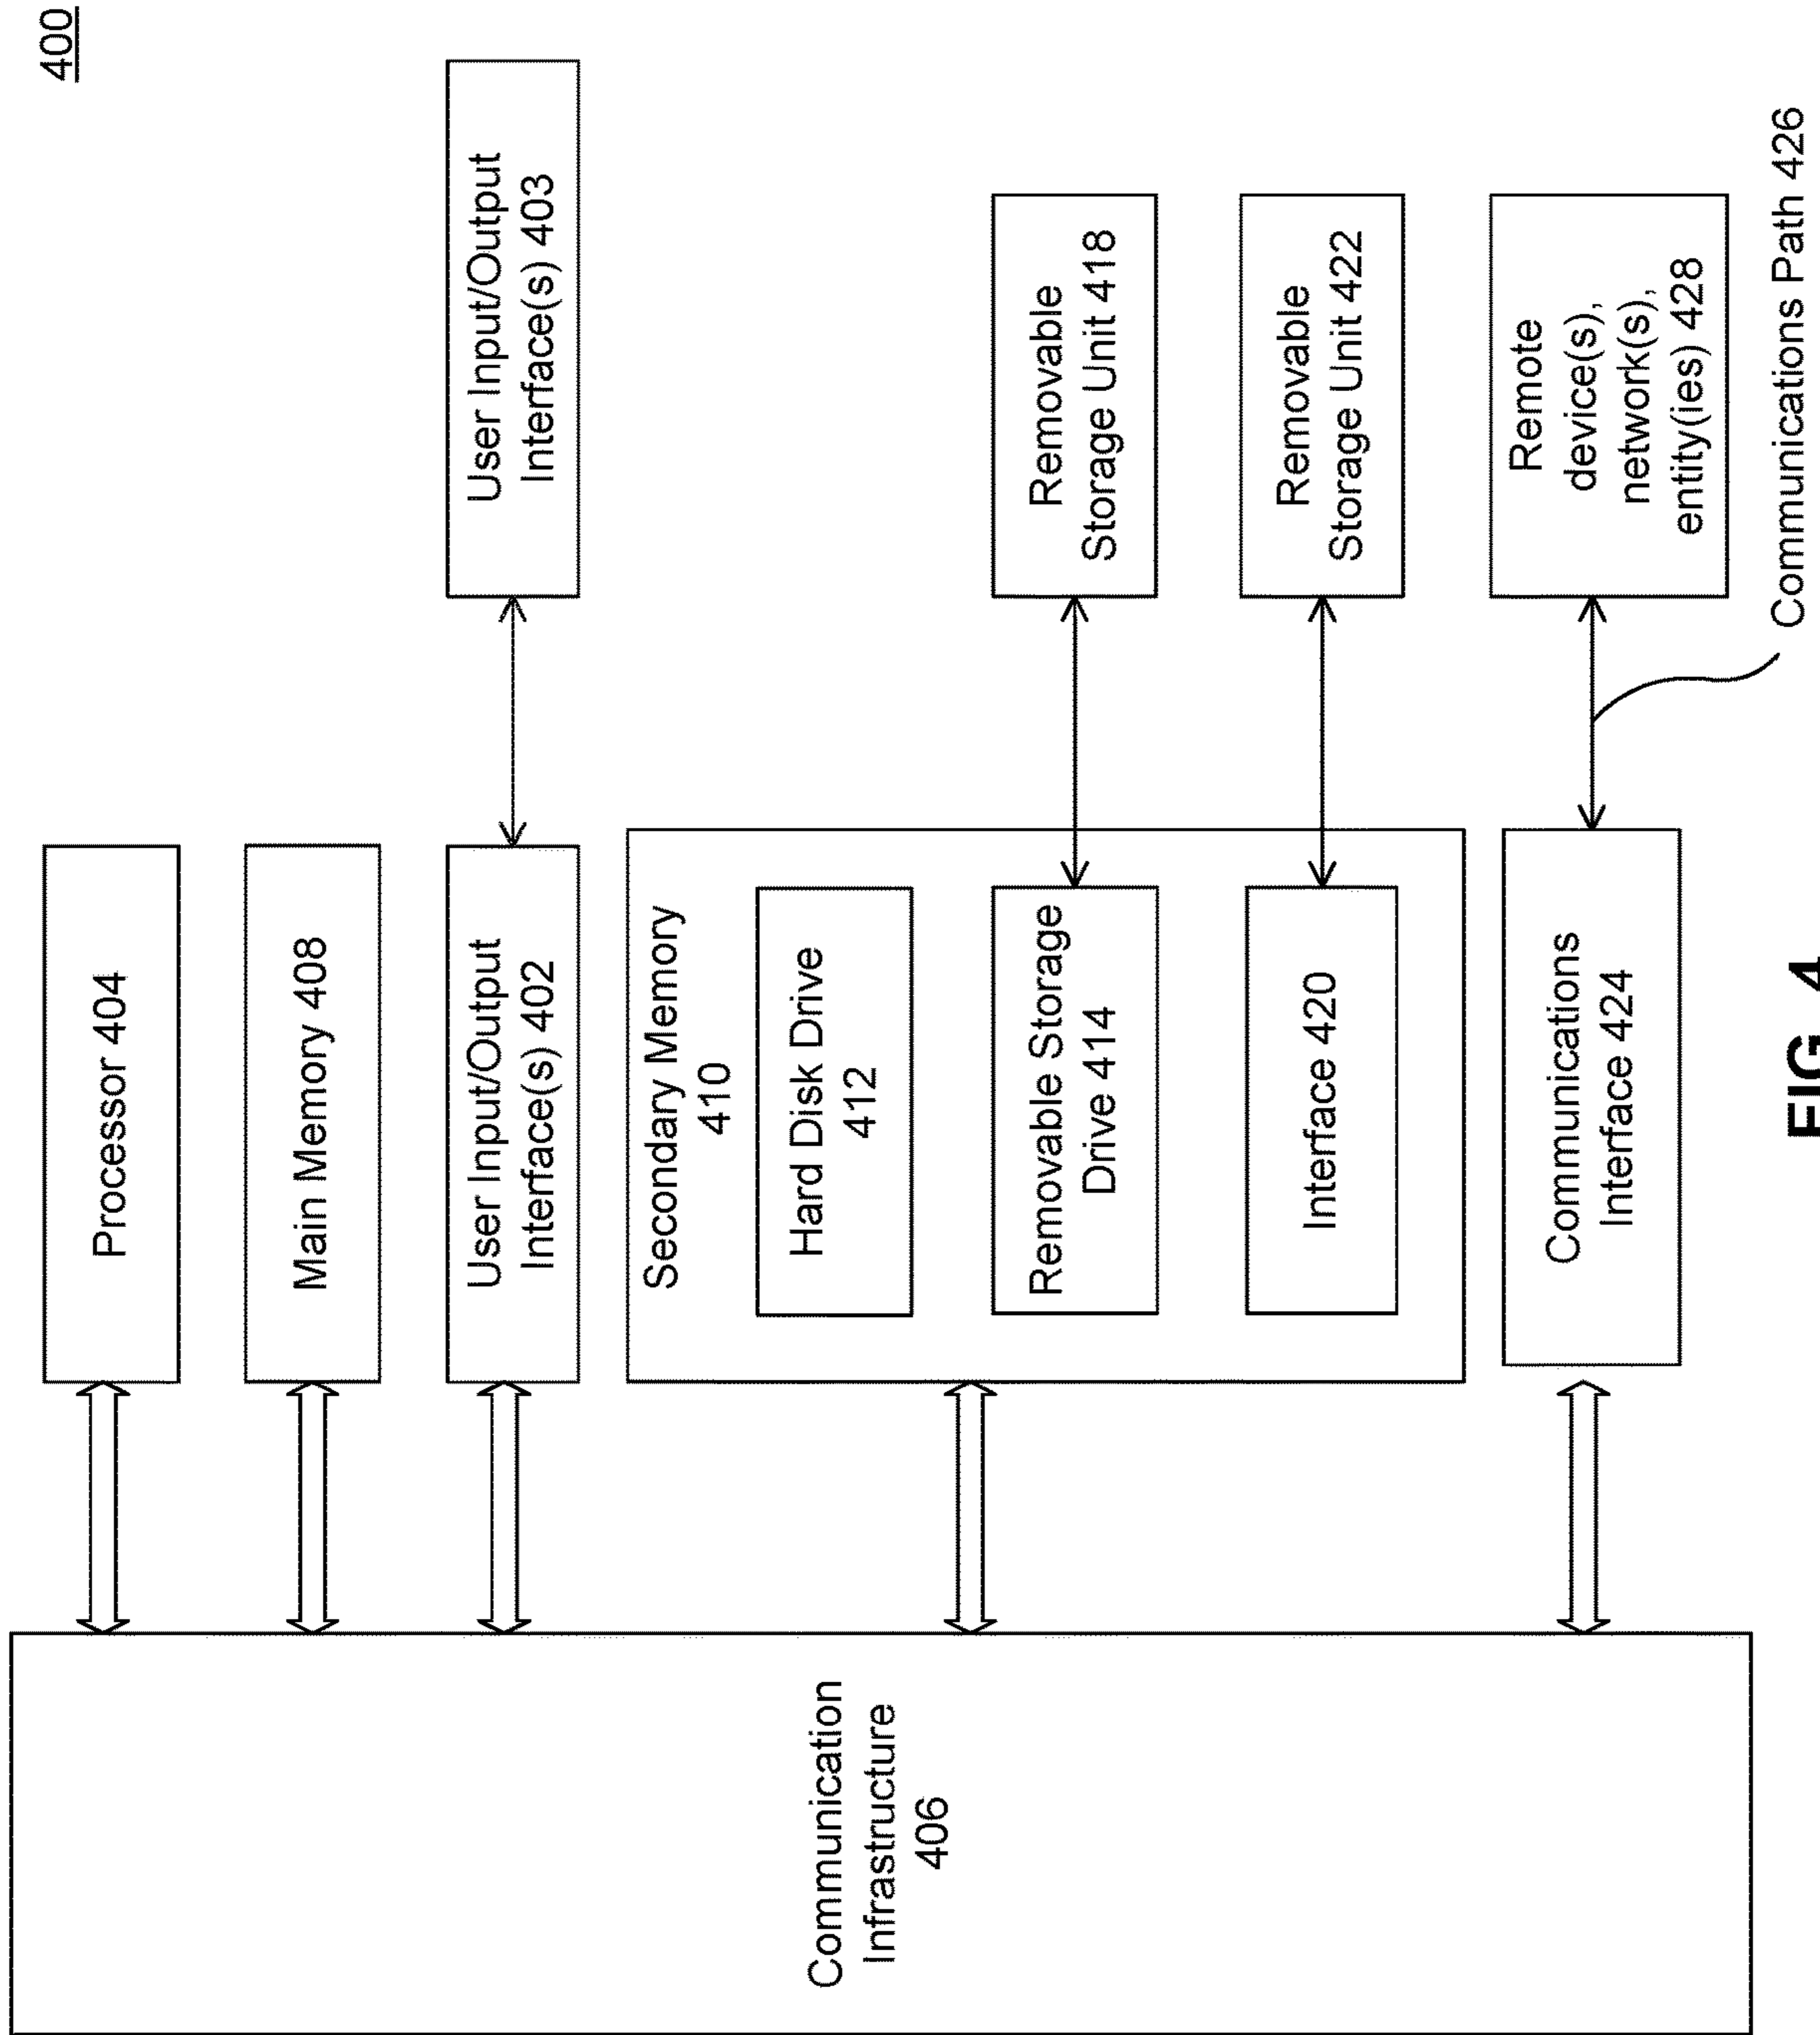 400
Processor 404
Main Memory 408
User Input/Output
Interface(s) 402
User Input/Output
Interface(s) 403
Communication
Infrastructure
406
Secondary Memory
410
Hard Disk Drive
412
Removable Storage
Drive 414
Removable
Storage Unit 418
Interface 420
Removable
Storage Unit 422
Communications
Interface 424
Remote
device(s),
network(s),
entity(ies) 428
Communications Path 426
FIG. 4